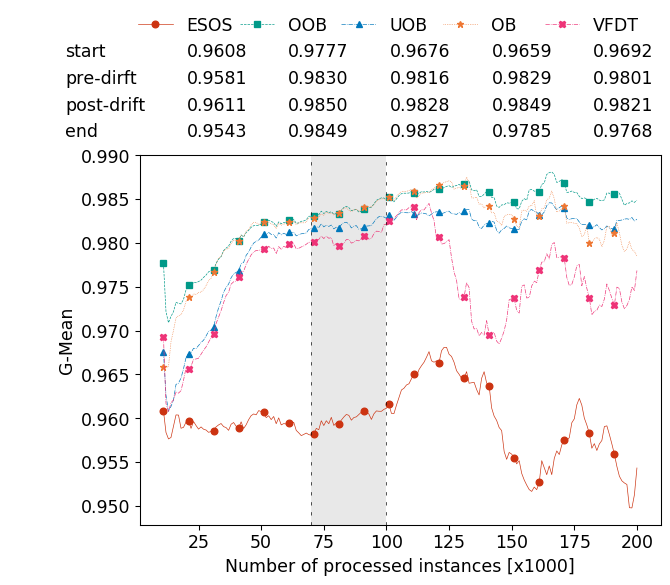 ESOS OOB UOB OB VFDT
start 0.9608 0.9777 0.9676 0.9659 0.9692
pre-dirft 0.9581 0.9830 0.9816 0.9829 0.9801
post-drift 0.9611 0.9850 0.9828 0.9849 0.9821
end 0.9543 0.9849 0.9827 0.9785 0.9768
0.990
0.985
0.980
0.975
0.970
0.965
0.960
0.955
0.950
G-Mean
25 50 75 100 125 150 175 200
Number of processed instances [x1000]